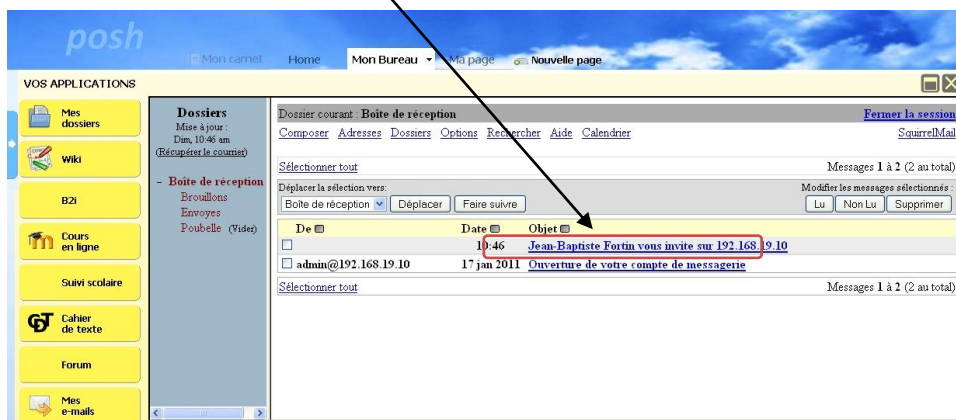 posh
Mon carnet Home Mon Bureau Ma page Nouvelle page
VOS APPLICATIONS
Mes dossiers
Wiki
B2i
Cours en ligne
Suivi scolaire
CDT Cahier de texte
Forum
Mes e-mails
Dossiers
Mise à jour :
Dim, 10:46 am
(Récupérer le courrier)
– Boîte de réception
Brouillons
Envoyes
Poubelle (Vider)
Dossier courant : Boîte de réception Fermer la session
Composer Adresses Dossiers Options Rechercher Aide Calendrier SquirrelMail
Sélectionner tout Messages 1 à 2 (2 au total)
Déplacer la sélection vers: Modifier les messages sélectionnés :
Boîte de réception Déplacer Faire suivre Lu Non Lu Supprimer
De Date Objet
10:46 Jean-Baptiste Fortin vous invite sur 192.168.19.10
admin@192.168.19.10 17 jan 2011 Ouverture de votre compte de messagerie
Sélectionner tout Messages 1 à 2 (2 au total)